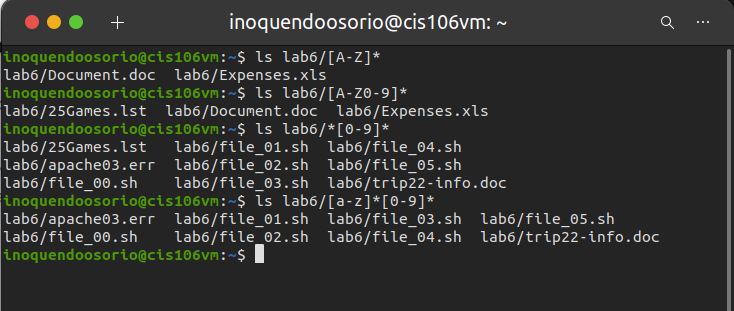 inoquendoosorio@cis106vm: ~
inoquendoosorio@cis106vm:~$ ls lab6/[A-Z]*
lab6/Document.doc  lab6/Expenses.xls
inoquendoosorio@cis106vm:~$ ls lab6/[A-Z0-9]*
lab6/25Games.lst  lab6/Document.doc  lab6/Expenses.xls
inoquendoosorio@cis106vm:~$ ls lab6/*[0-9]*
lab6/25Games.lst   lab6/file_01.sh  lab6/file_04.sh
lab6/apache03.err  lab6/file_02.sh  lab6/file_05.sh
lab6/file_00.sh    lab6/file_03.sh  lab6/trip22-info.doc
inoquendoosorio@cis106vm:~$ ls lab6/[a-z]*[0-9]*
lab6/apache03.err  lab6/file_01.sh  lab6/file_03.sh  lab6/file_05.sh
lab6/file_00.sh    lab6/file_02.sh  lab6/file_04.sh  lab6/trip22-info.doc
inoquendoosorio@cis106vm:~$